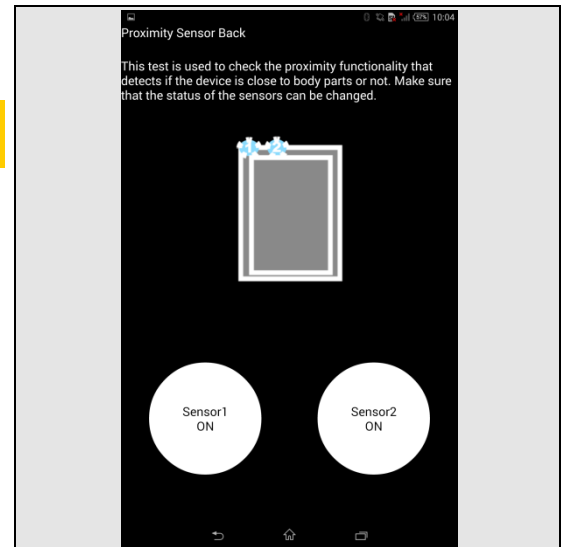 57% 10:04
Proximity Sensor Back
This test is used to check the proximity functionality that
detects if the device is close to body parts or not. Make sure
that the status of the sensors can be changed.
1 2
Sensor1
ON
Sensor2
ON